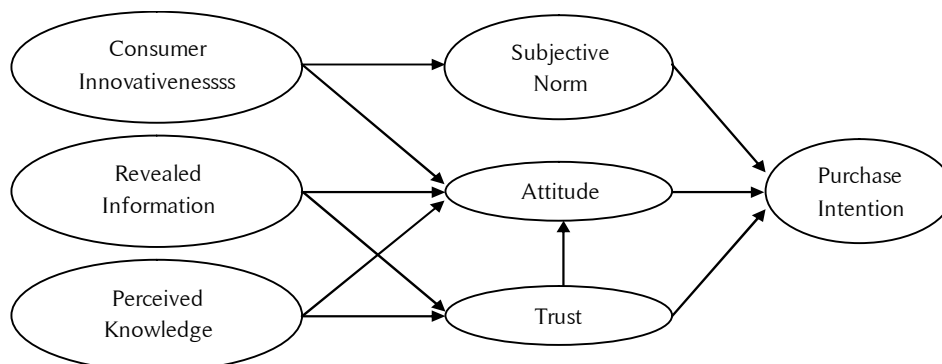 Consumer
Innovativenessss
Subjective
Norm
Revealed
Information
Attitude
Purchase
Intention
Perceived
Knowledge
Trust